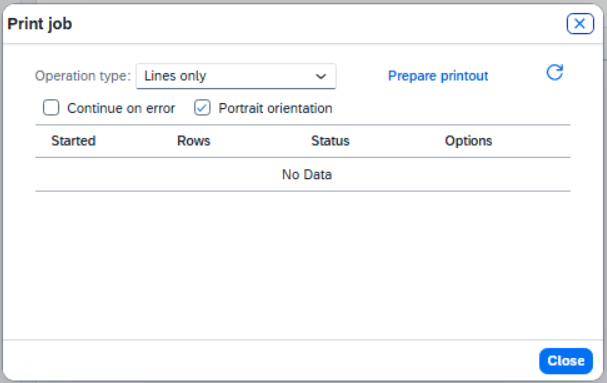 Print job
Operation type: Lines only Prepare printout
Continue on error Portrait orientation
Started Rows Status Options
No Data
Close